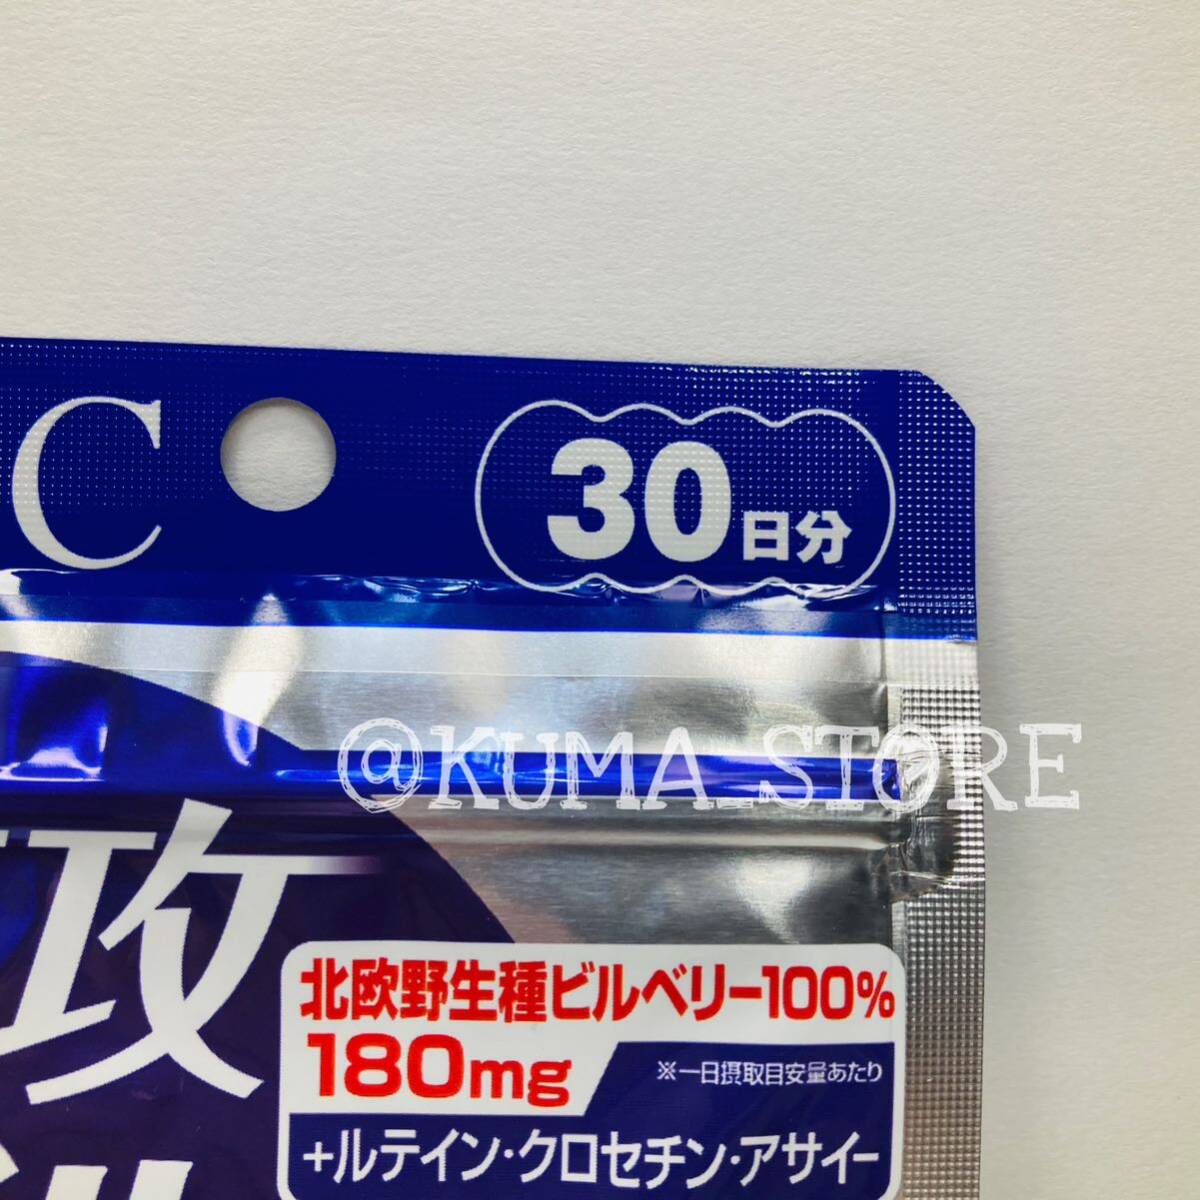 C
30日分
@KUMA_STORE
攻
北欧野生種ビルベリー100%
180mg
※一日摂取目安量あたり
+ルテイン・クロセチン・アサイー